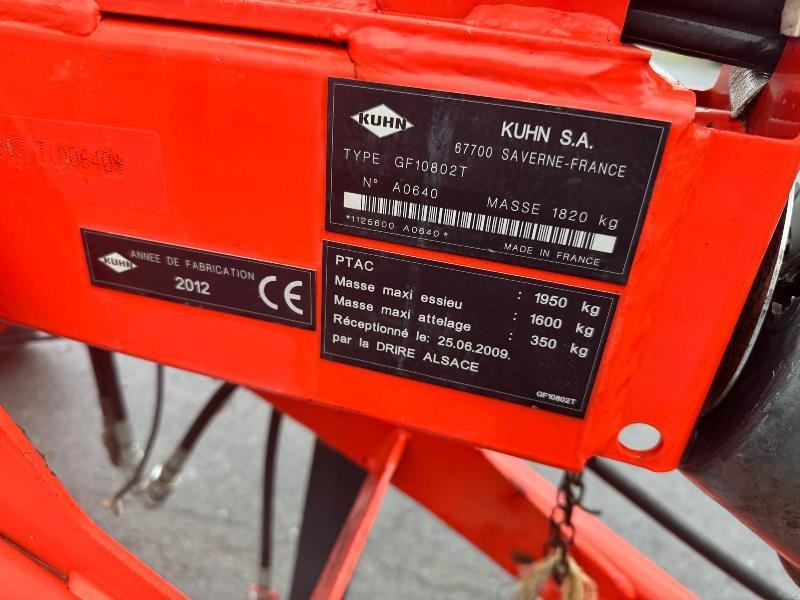 KUHN
KUHN S.A.
67700 SAVERNE-FRANCE
TYPE GF10802T
N° A0640 MASSE 1820 kg
*1125600 A0640*
MADE IN FRANCE
KUHN
ANNEE DE FABRICATION
2012
CE
PTAC : 1950 kg
Masse maxi essieu : 1600 kg
Masse maxi attelage : 350 kg
Réceptionné le: 25.06.2009.
par la DRIRE ALSACE
GF10802T